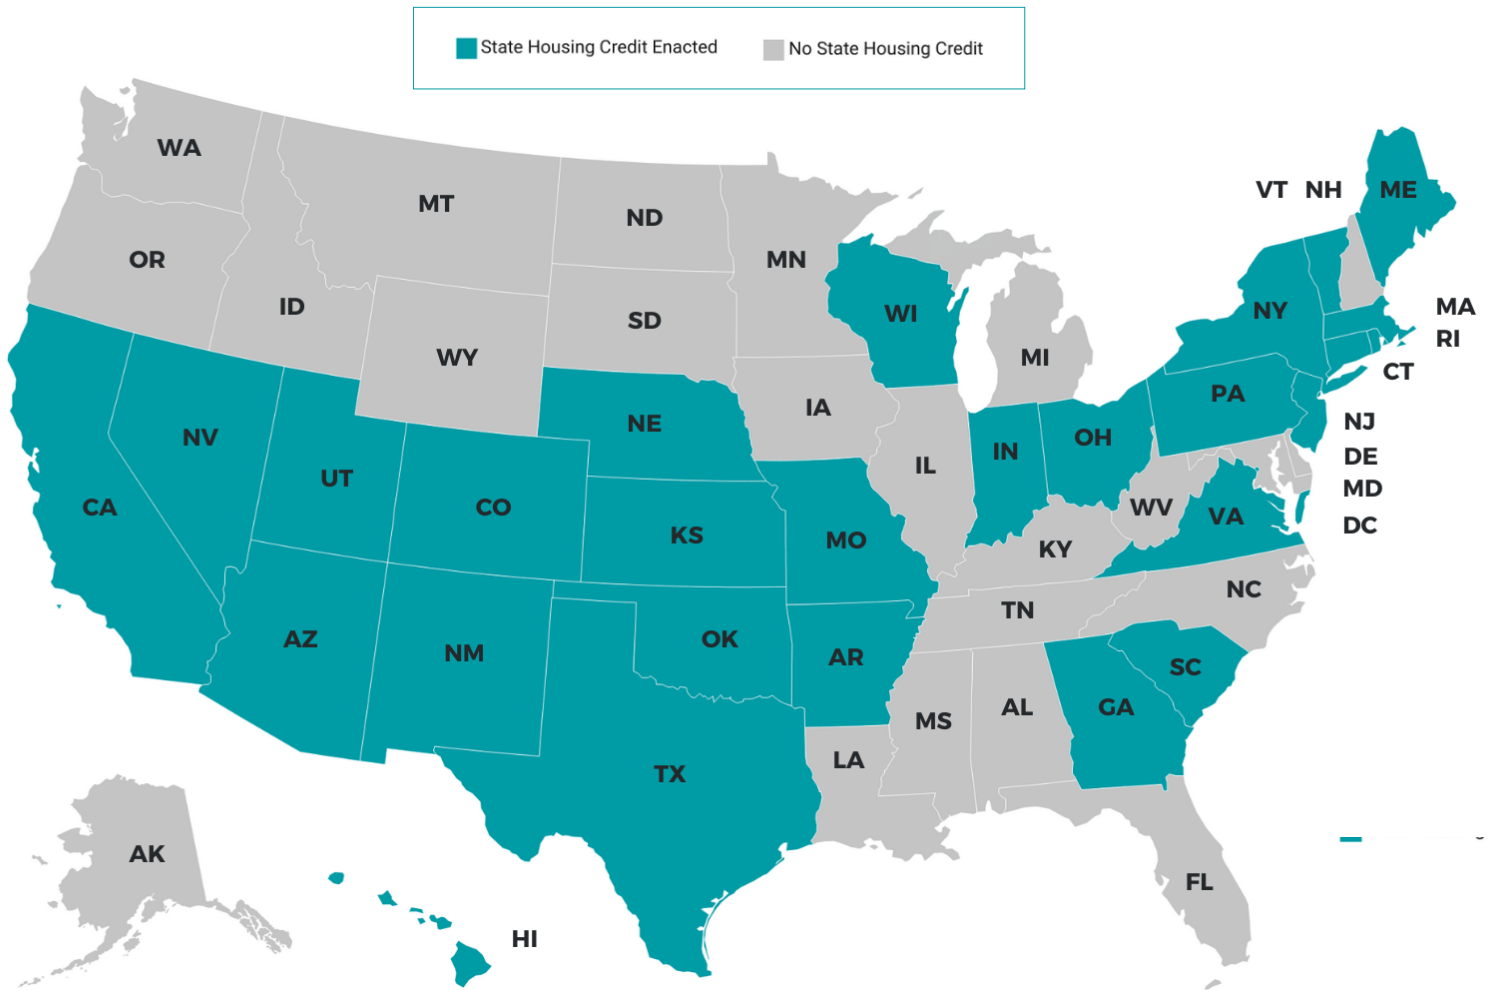 State Housing Credit Enacted
No State Housing Credit
WA
MT
ND
MN
VT
NH
ME
OR
ID
SD
WI
NY
MA
RI
WY
MI
CT
NE
IA
PA
NJ
NV
UT
CO
IL
IN
OH
DE
MD
CA
KS
MO
WV
VA
DC
KY
AZ
NM
OK
AR
TN
NC
SC
TX
LA
MS
AL
GA
AK
FL
HI